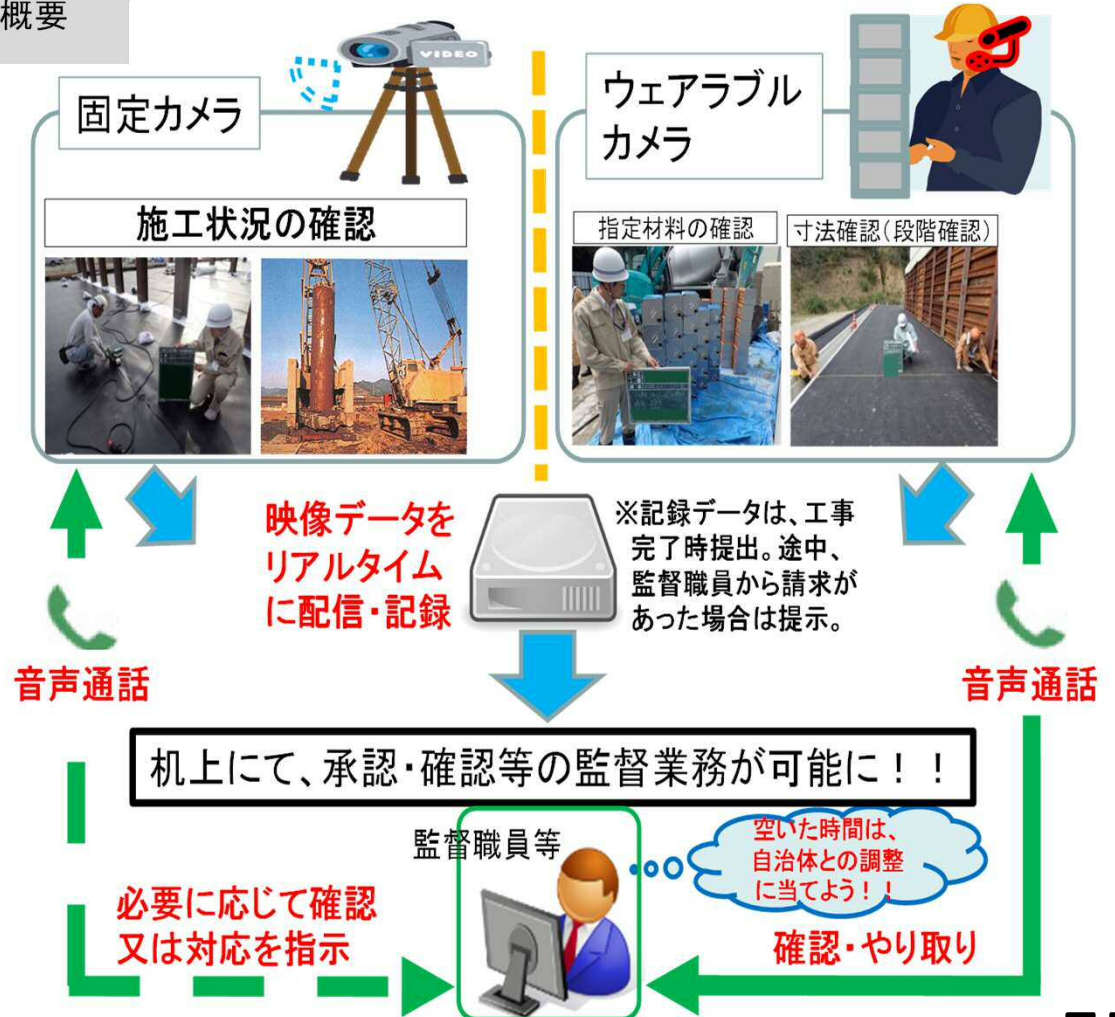 概要
VIDEO
固定カメラ
施工状況の確認
ウェアラブル
カメラ
指定材料の確認
寸法確認(段階確認)
映像データを
リアルタイム
に配信・記録
※記録データは、工事
完了時提出。途中、
監督職員から請求が
あった場合は提示。
音声通話
音声通話
机上にて、承認・確認等の監督業務が可能に！！
監督職員等
空いた時間は、
自治体との調整
に当てよう！！
必要に応じて確認
又は対応を指示
確認・やり取り